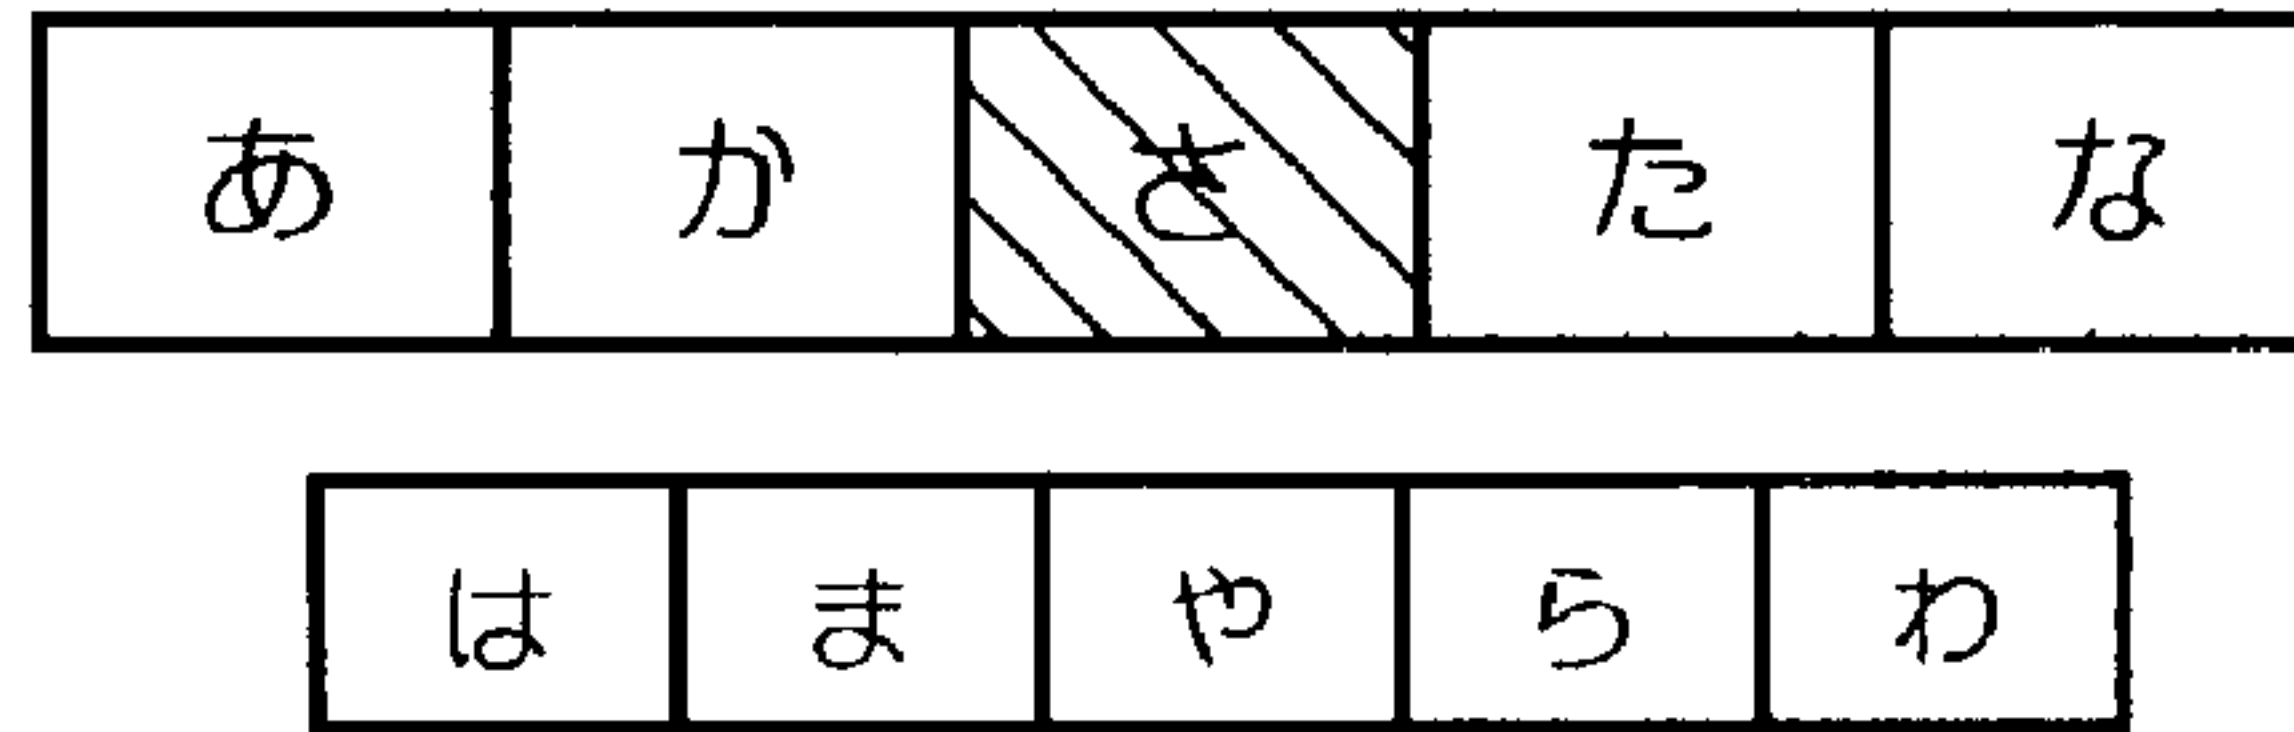 あ か さ た な
は ま や ら わ